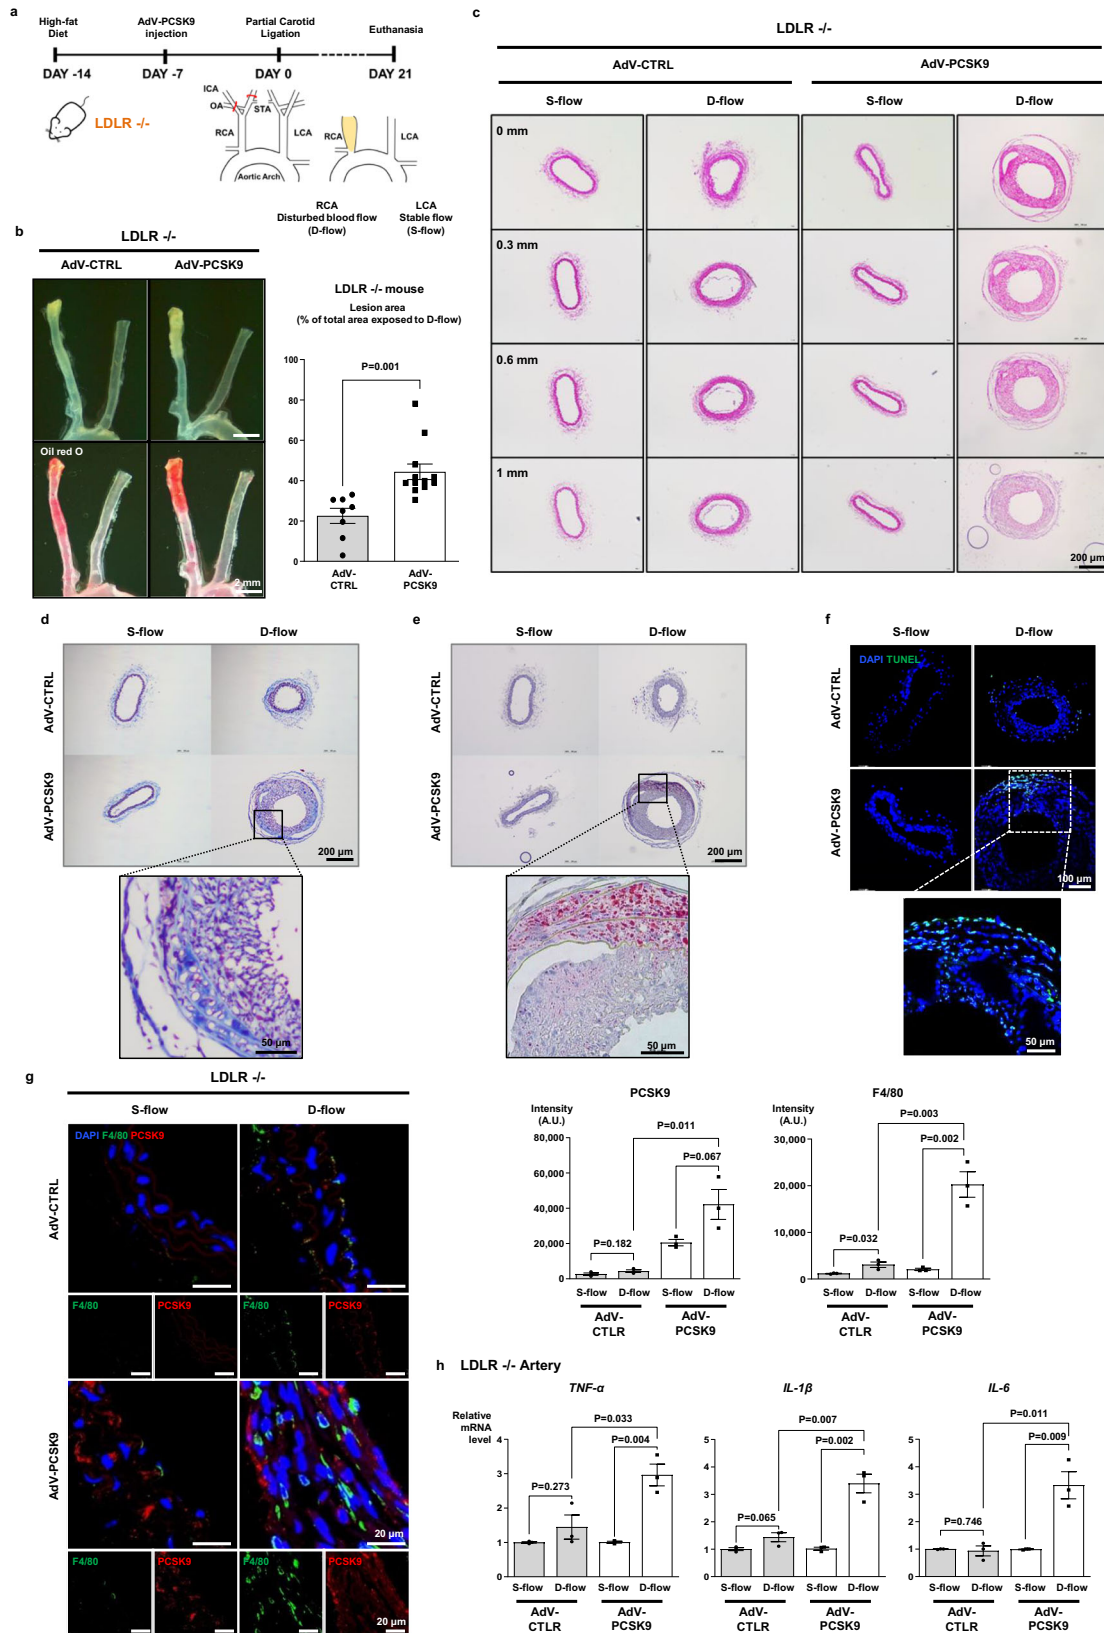 a
High-fat
Diet
AdV-PCSK9
injection
Partial Carotid
Ligation
Euthanasia
DAY -14
DAY -7
DAY 0
DAY 21
LDLR -/-
ICA
OA
STA
RCA
LCA
Aortic Arch
RCA
LCA
RCA
Disturbed blood flow
(D-flow)
LCA
Stable flow
(S-flow)
b
LDLR -/-
AdV-CTRL
AdV-PCSK9
Oil red O
2 mm
LDLR -/- mouse
Lesion area
(% of total area exposed to D-flow)
P=0.001
100
80
60
40
20
0
AdV-
CTRL
AdV-
PCSK9
c
LDLR -/-
AdV-CTRL
AdV-PCSK9
S-flow
D-flow
S-flow
D-flow
0 mm
0.3 mm
0.6 mm
1 mm
200 µm
d
S-flow
D-flow
AdV-CTRL
AdV-PCSK9
200 µm
50 µm
e
S-flow
D-flow
AdV-CTRL
AdV-PCSK9
200 µm
50 µm
f
S-flow
D-flow
DAPI TUNEL
AdV-CTRL
AdV-PCSK9
100 µm
50 µm
g
LDLR -/-
S-flow
D-flow
DAPI F4/80 PCSK9
AdV-CTRL
F4/80
PCSK9
F4/80
PCSK9
AdV-PCSK9
20 µm
F4/80
PCSK9
F4/80
PCSK9
20 µm
PCSK9
Intensity
(A.U.)
80,000
60,000
40,000
20,000
0
P=0.011
P=0.067
P=0.182
S-flow
D-flow
S-flow
D-flow
AdV-
CTLR
AdV-
PCSK9
F4/80
Intensity
(A.U.)
30,000
20,000
10,000
0
P=0.003
P=0.002
P=0.032
S-flow
D-flow
S-flow
D-flow
AdV-
CTLR
AdV-
PCSK9
h LDLR -/- Artery
TNF-α
Relative
mRNA
level
4
3
2
1
0
P=0.033
P=0.004
P=0.273
S-flow
D-flow
S-flow
D-flow
AdV-
CTLR
AdV-
PCSK9
IL-1β
5
4
3
2
1
0
P=0.007
P=0.002
P=0.065
S-flow
D-flow
S-flow
D-flow
AdV-
CTLR
AdV-
PCSK9
IL-6
5
4
3
2
1
0
P=0.011
P=0.009
P=0.746
S-flow
D-flow
S-flow
D-flow
AdV-
CTLR
AdV-
PCSK9